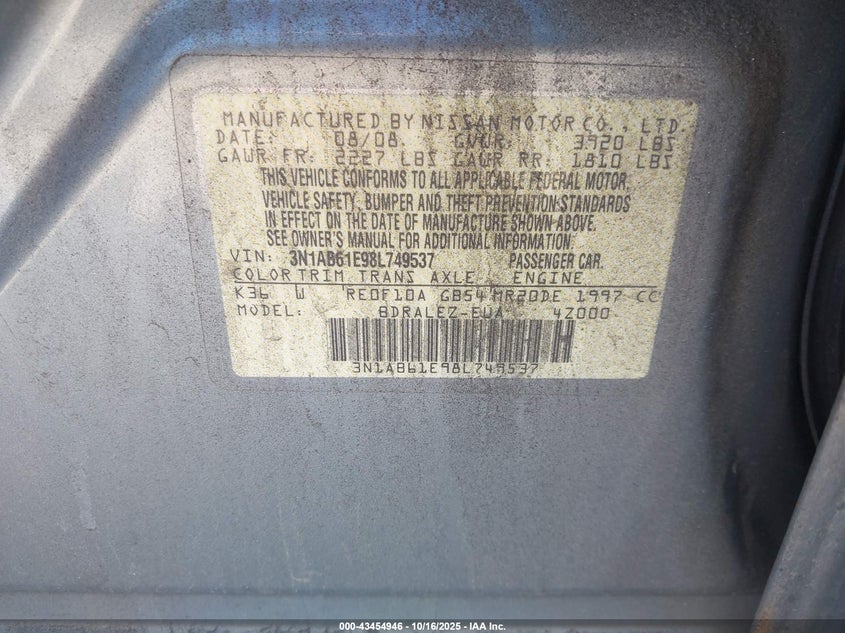 MANUFACTURED BY NISSAN MOTOR CO., LTD.
DATE: 08/08 GVWR: 3920 LBS
GAWR FR: 2227 LBS GAWR RR: 1810 LBS
THIS VEHICLE CONFORMS TO ALL APPLICABLE FEDERAL MOTOR
VEHICLE SAFETY, BUMPER AND THEFT PREVENTION STANDARDS
IN EFFECT ON THE DATE OF MANUFACTURE SHOWN ABOVE.
SEE OWNER'S MANUAL FOR ADDITIONAL INFORMATION.
VIN: 3N1AB61E98L749537 PASSENGER CAR.
COLOR TRIM TRANS AXLE ENGINE
K36 W RE0F10A GB54 MR20DE 1997 CC
MODEL: BDRALEZ-EUA 4Z000
3N1AB61E98L749537
000-43454946 - 10/16/2025 - IAA Inc.